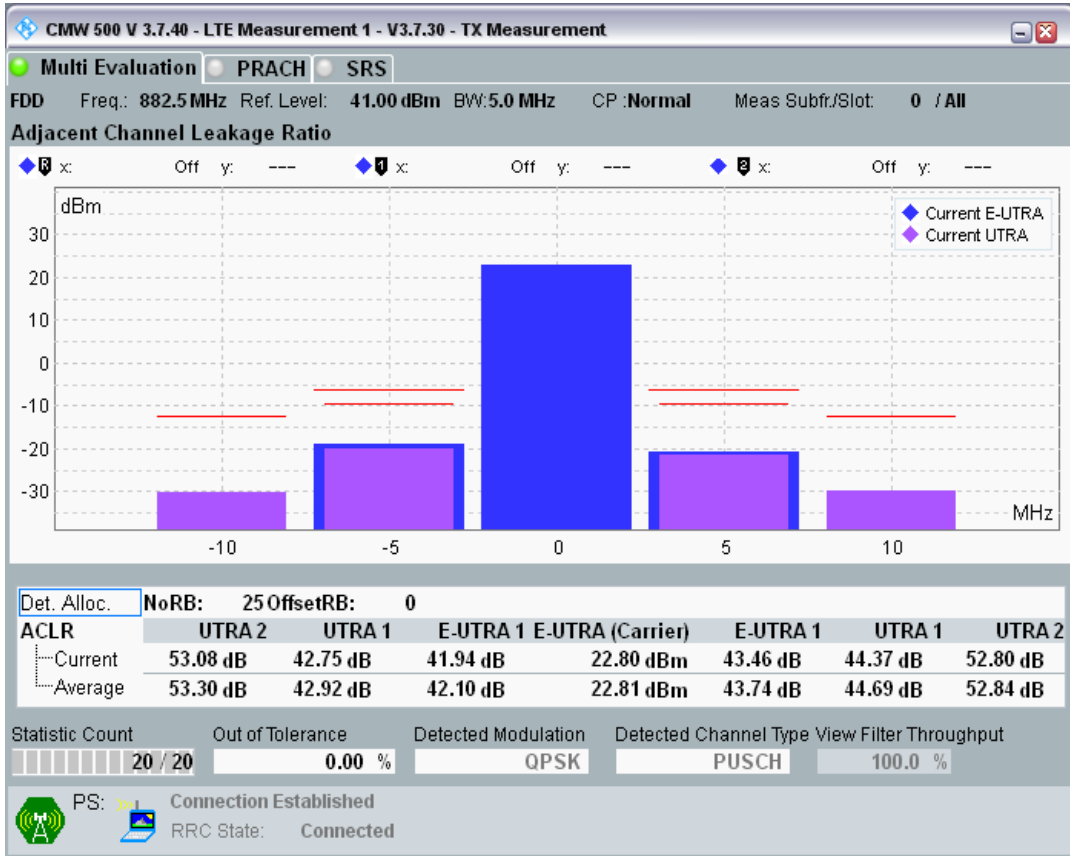 CMW 500 V 3.7.40 - LTE Measurement 1 - V3.7.30 - TX Measurement
Multi Evaluation PRACH SRS
FDD Freq.: 882.5 MHz Ref. Level: 41.00 dBm BW: 5.0 MHz CP : Normal Meas Subfr./Slot: 0 / All
Adjacent Channel Leakage Ratio
R x: Off y: --- 1 x: Off y: --- 2 x: Off y: ---
dBm
Current E-UTRA
Current UTRA
30
20
10
0
-10
-20
-30
MHz
-10 -5 0 5 10
Det. Alloc. NoRB: 25 OffsetRB: 0
ACLR UTRA 2 UTRA 1 E-UTRA 1 E-UTRA (Carrier) E-UTRA 1 UTRA 1 UTRA 2
Current 53.08 dB 42.75 dB 41.94 dB 22.80 dBm 43.46 dB 44.37 dB 52.80 dB
Average 53.30 dB 42.92 dB 42.10 dB 22.81 dBm 43.74 dB 44.69 dB 52.84 dB
Statistic Count Out of Tolerance Detected Modulation Detected Channel Type View Filter Throughput
20 / 20 0.00 % QPSK PUSCH 100.0 %
PS: Connection Established
RRC State: Connected